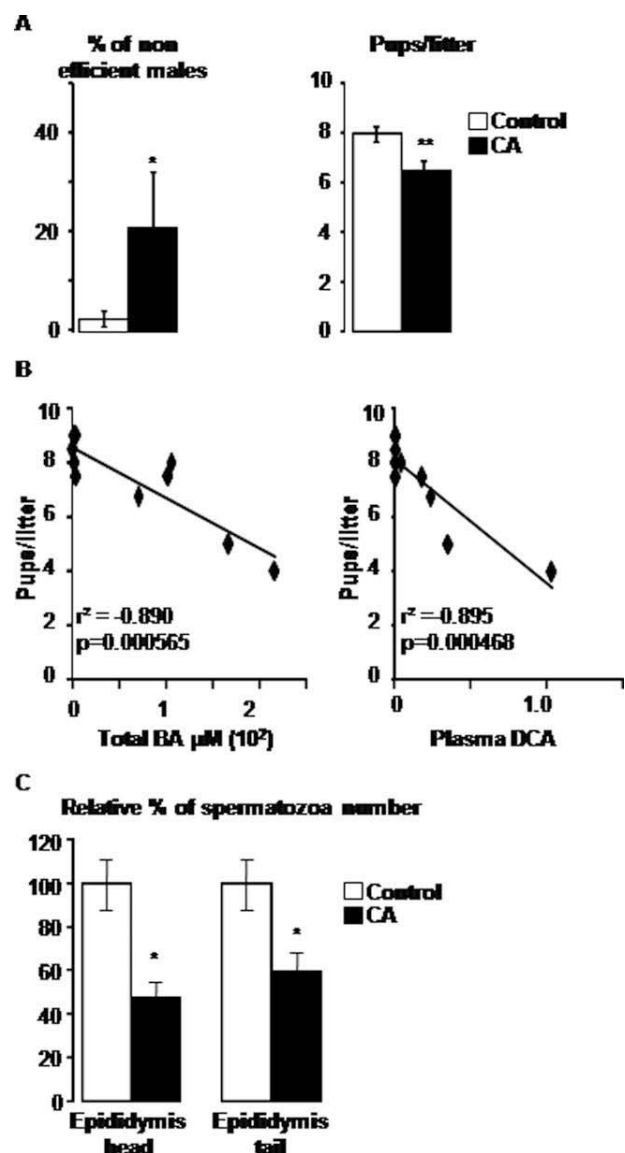 A
% of non
efficient males
Pups/litter
40
20
0
10
8
6
4
2
0
Control
CA
*
**
B
Pups/litter
10
8
6
4
2
0
r² = -0.890
p=0.000565
0
1
2
Total BA µM (10²)
Pups/litter
10
8
6
4
2
0
r² = -0.895
p=0.000468
0
1.0
Plasma DCA
C
Relative % of spermatozoa number
120
100
80
60
40
20
0
*
*
Control
CA
Epididymis
head
Epididymis
tail